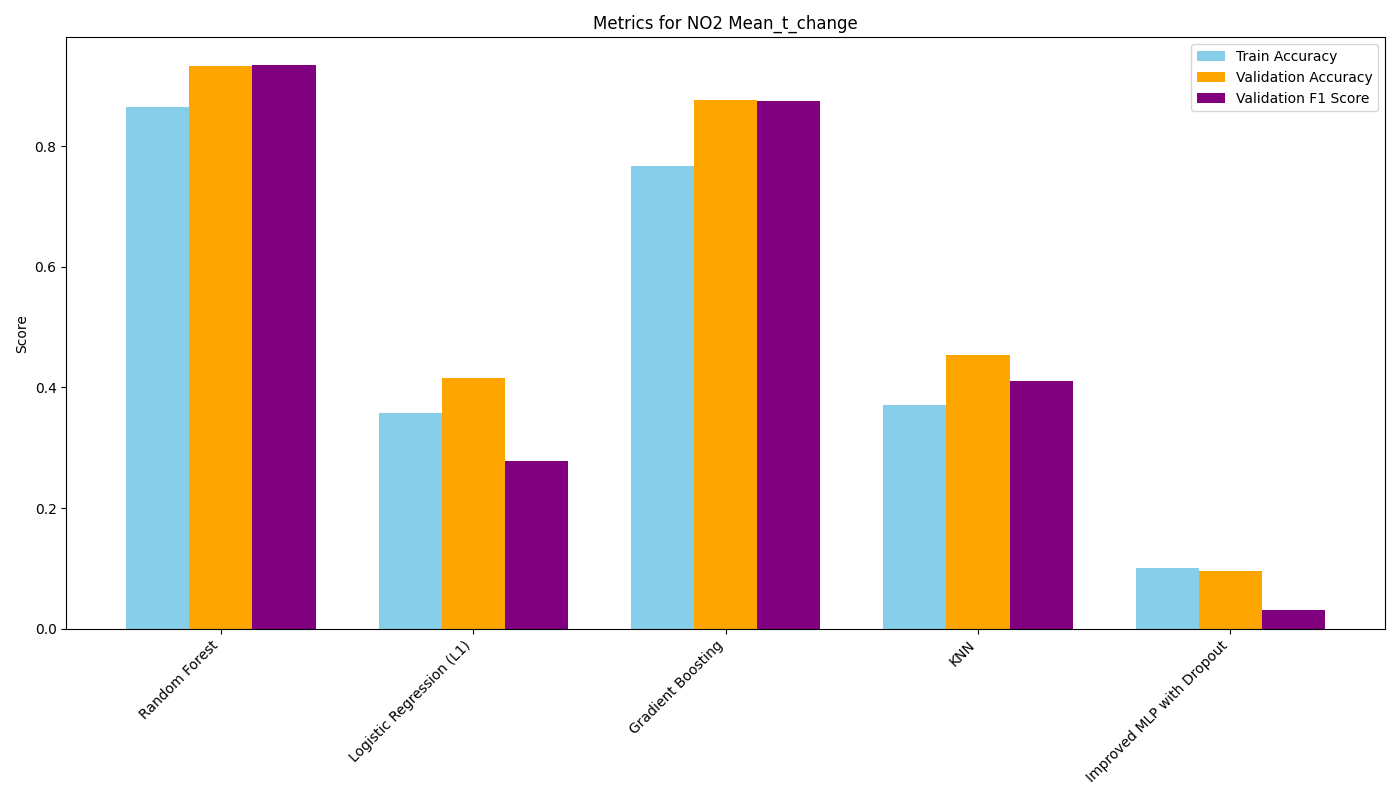 Metrics for NO2 Mean_t_change
Train Accuracy
Validation Accuracy
Validation F1 Score
Score
0.8
0.6
0.4
0.2
0.0
Random Forest
Logistic Regression (L1)
Gradient Boosting
KNN
Improved MLP with Dropout